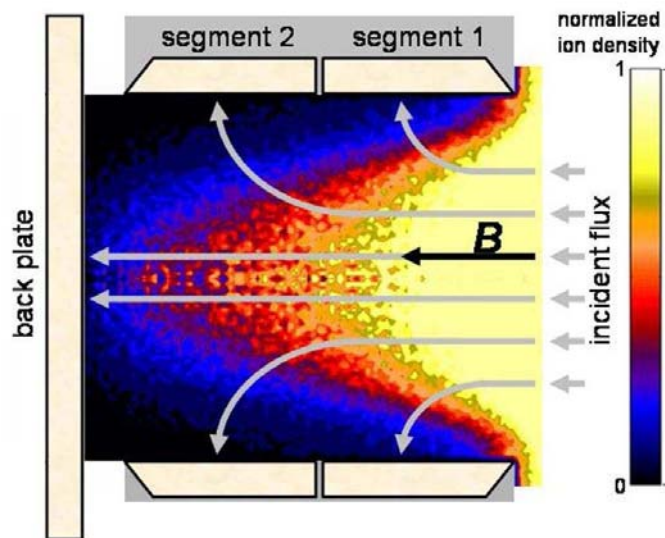 segment 2
segment 1
normalized
ion density
1
B
back plate
incident flux
0